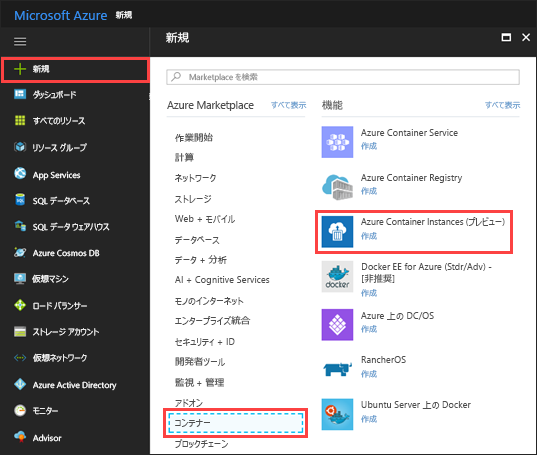 Microsoft Azure 新規
新規
新規
ダッシュボード
すべてのリソース
リソース グループ
App Services
SQL データベース
SQL データ ウェアハウス
Azure Cosmos DB
仮想マシン
ロード バランサー
ストレージ アカウント
仮想ネットワーク
Azure Active Directory
モニター
Advisor
Marketplace を検索
Azure Marketplace すべて表示
作業開始
計算
ネットワーク
ストレージ
Web + モバイル
データベース
データ + 分析
AI + Cognitive Services
モノのインターネット
エンタープライズ統合
セキュリティ + ID
開発者ツール
監視 + 管理
アドオン
コンテナー
ブロックチェーン
機能 すべて表示
Azure Container Service
作成
Azure Container Registry
作成
Azure Container Instances (プレビュー)
作成
docker
Docker EE for Azure (Stdr/Adv) -
[非推奨]
作成
Azure 上の DC/OS
作成
RancherOS
作成
Ubuntu Server 上の Docker
作成